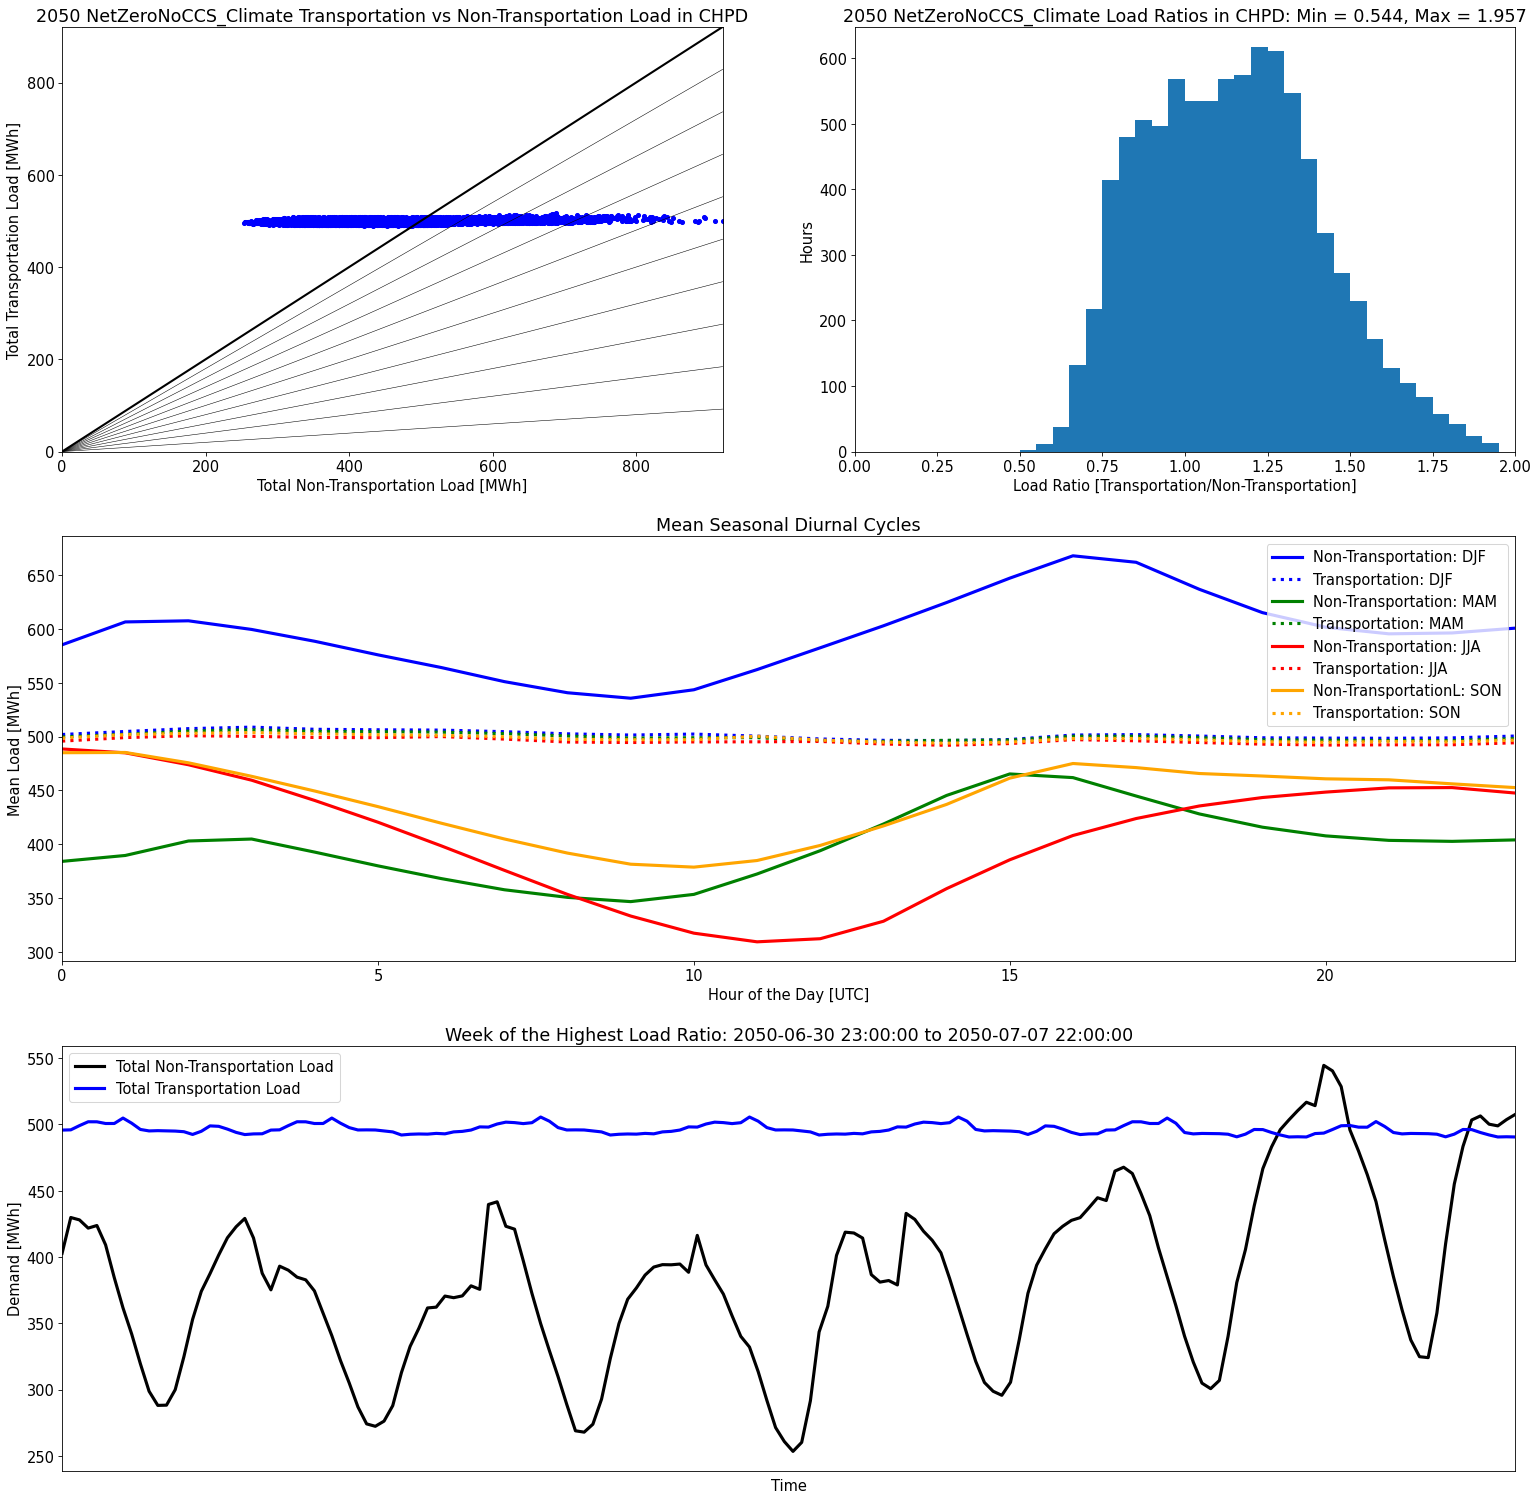 2050 NetZeroNoCCS_Climate Transportation vs Non-Transportation Load in CHPD
Total Transportation Load [MWh]
800
600
400
200
0
0 200 400 600 800
Total Non-Transportation Load [MWh]
2050 NetZeroNoCCS_Climate Load Ratios in CHPD: Min = 0.544, Max = 1.957
Hours
600
500
400
300
200
100
0
0.00 0.25 0.50 0.75 1.00 1.25 1.50 1.75 2.00
Load Ratio [Transportation/Non-Transportation]
Mean Seasonal Diurnal Cycles
Mean Load [MWh]
650
600
550
500
450
400
350
300
Non-Transportation: DJF
Transportation: DJF
Non-Transportation: MAM
Transportation: MAM
Non-Transportation: JJA
Transportation: JJA
Non-TransportationL: SON
Transportation: SON
0 5 10 15 20
Hour of the Day [UTC]
Week of the Highest Load Ratio: 2050-06-30 23:00:00 to 2050-07-07 22:00:00
Demand [MWh]
550
500
450
400
350
300
250
Total Non-Transportation Load
Total Transportation Load
Time